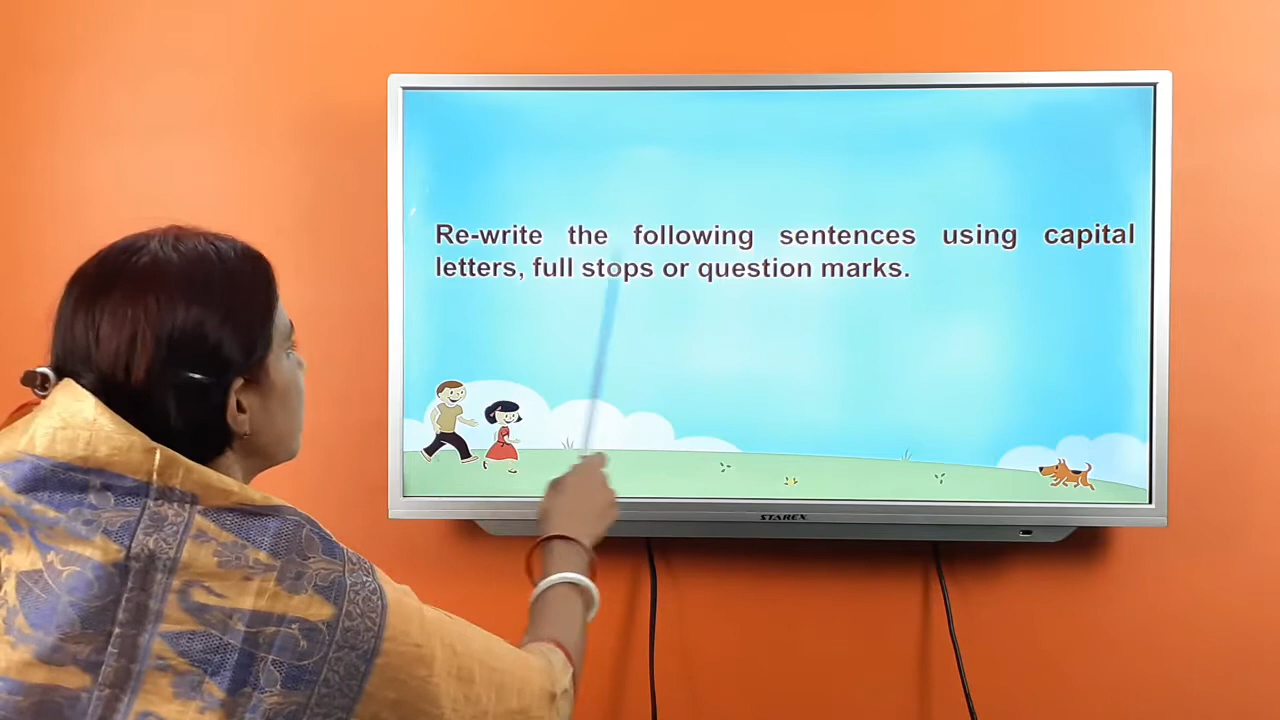 Re-write the following sentences using capital
letters, full stops or question marks.
STAREX